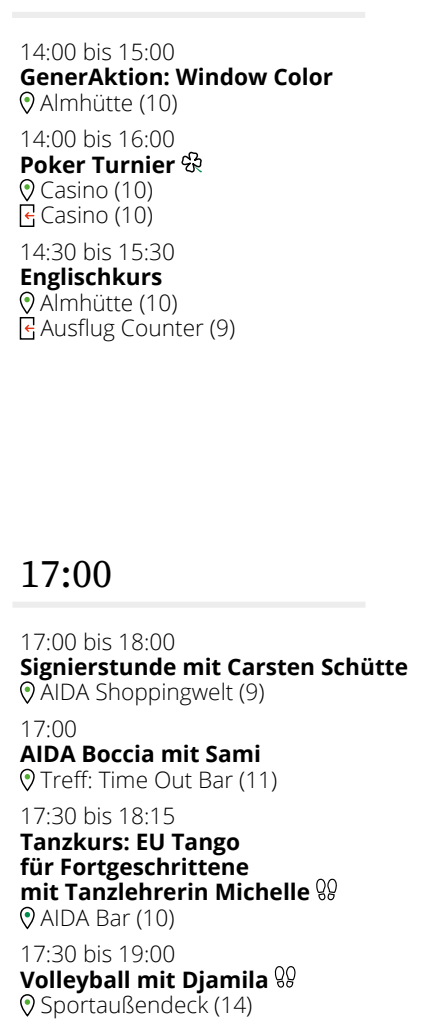 14:00 bis 15:00
GenerAktion: Window Color
Almhütte (10)
14:00 bis 16:00
Poker Turnier
Casino (10)
Casino (10)
14:30 bis 15:30
Englischkurs
Almhütte (10)
Ausflug Counter (9)
17:00
17:00 bis 18:00
Signierstunde mit Carsten Schütte
AIDA Shoppingwelt (9)
17:00
AIDA Boccia mit Sami
Treff: Time Out Bar (11)
17:30 bis 18:15
Tanzkurs: EU Tango
für Fortgeschrittene
mit Tanzlehrerin Michelle
AIDA Bar (10)
17:30 bis 19:00
Volleyball mit Djamila
Sportaußendeck (14)